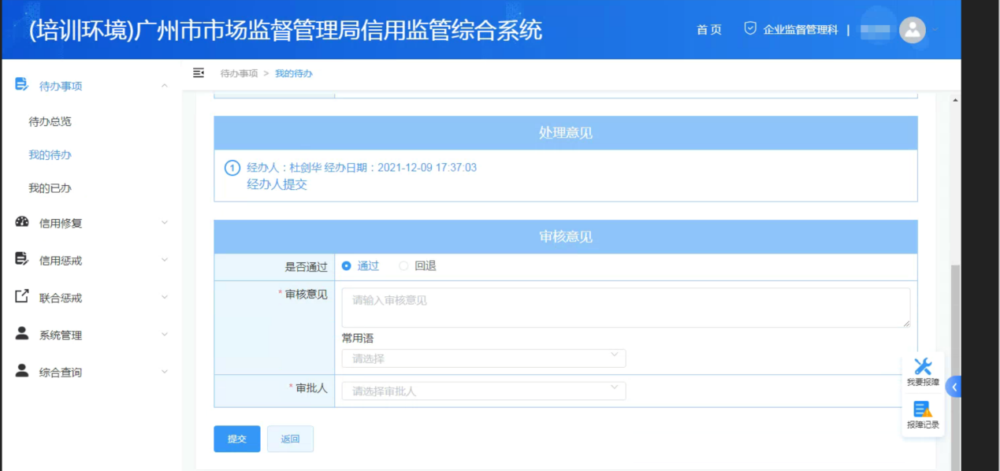 (培训环境)广州市市场监督管理局信用监管综合系统
首页 企业监督管理科 |
待办事项
待办总览
我的待办
我的已办
信用修复
信用惩戒
联合惩戒
系统管理
综合查询
待办事项 > 我的待办
处理意见
1 经办人：杜剑华 经办日期：2021-12-09 17:37:03
经办人提交
审核意见
是否通过 通过 回退
* 审核意见 请输入审核意见
常用语
请选择
* 审批人 请选择审批人
提交 返回
我要报障
报障记录